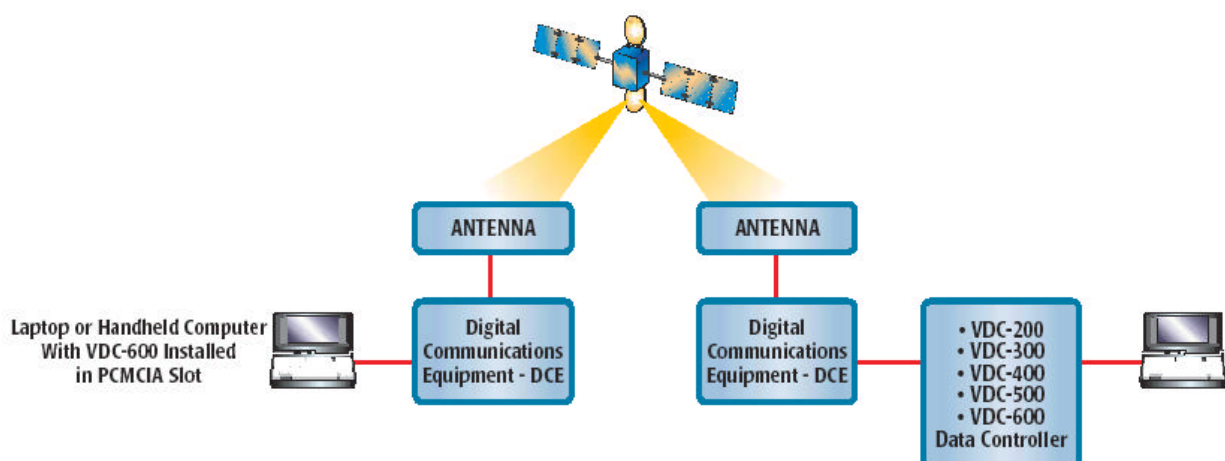 ANTENNA
ANTENNA
Laptop or Handheld Computer
With VDC-600 Installed
in PCMCIA Slot
Digital
Communications
Equipment - DCE
Digital
Communications
Equipment - DCE
• VDC-200
• VDC-300
• VDC-400
• VDC-500
• VDC-600
Data Controller